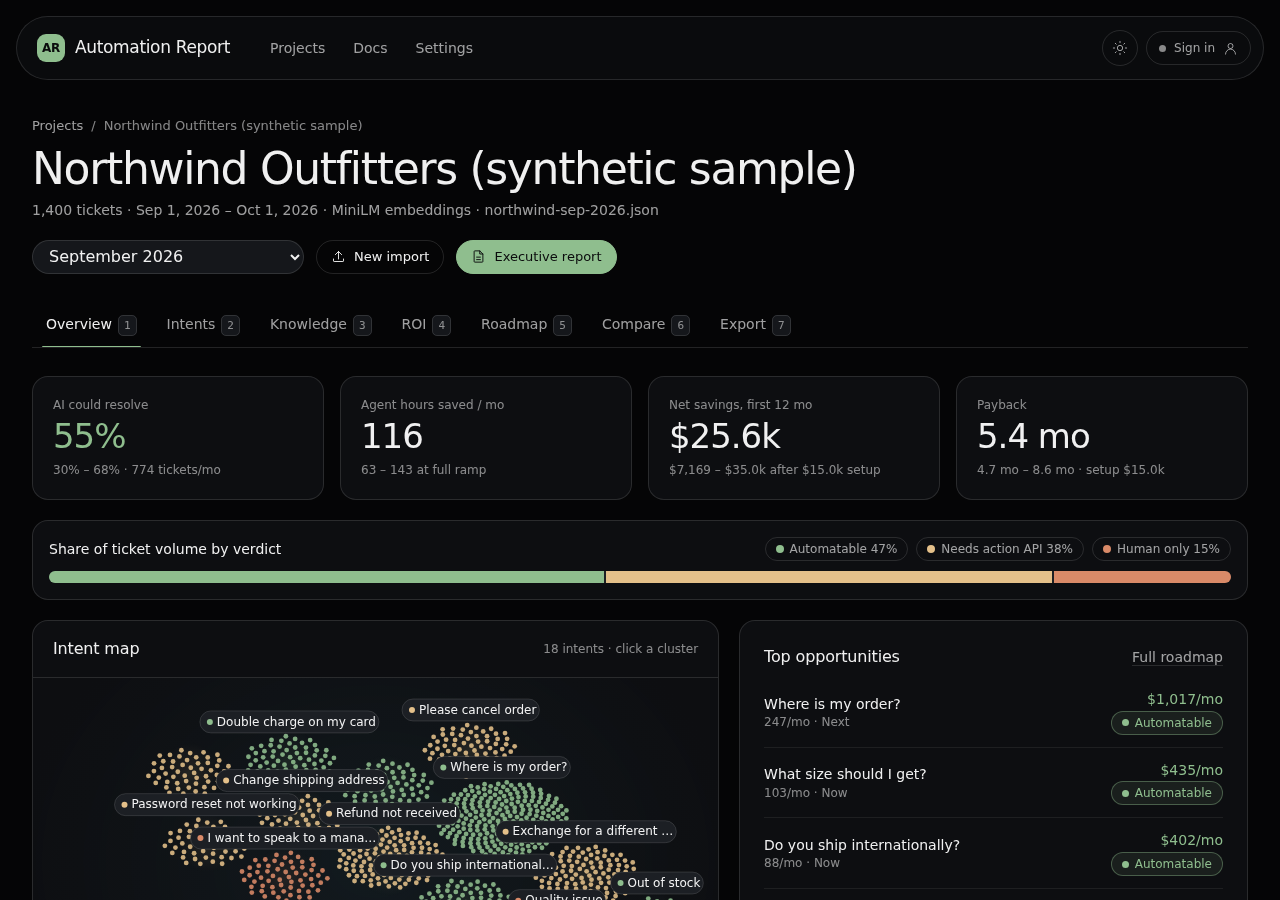 AR Automation Report Projects Docs Settings Sign in
Projects / Northwind Outfitters (synthetic sample)
Northwind Outfitters (synthetic sample)
1,400 tickets · Sep 1, 2026 – Oct 1, 2026 · MiniLM embeddings · northwind-sep-2026.json
September 2026 New import Executive report
Overview 1 Intents 2 Knowledge 3 ROI 4 Roadmap 5 Compare 6 Export 7
AI could resolve
55%
30% – 68% · 774 tickets/mo
Agent hours saved / mo
116
63 – 143 at full ramp
Net savings, first 12 mo
$25.6k
$7,169 – $35.0k after $15.0k setup
Payback
5.4 mo
4.7 mo – 8.6 mo · setup $15.0k
Share of ticket volume by verdict Automatable 47% Needs action API 38% Human only 15%
Intent map 18 intents · click a cluster
Please cancel order
Double charge on my card
Where is my order?
Change shipping address
Password reset not working
Refund not received
Exchange for a different ...
I want to speak to a mana...
Do you ship international...
Out of stock
Quality issue
Top opportunities Full roadmap
Where is my order? $1,017/mo
247/mo · Next Automatable
What size should I get? $435/mo
103/mo · Now Automatable
Do you ship internationally? $402/mo
88/mo · Now Automatable